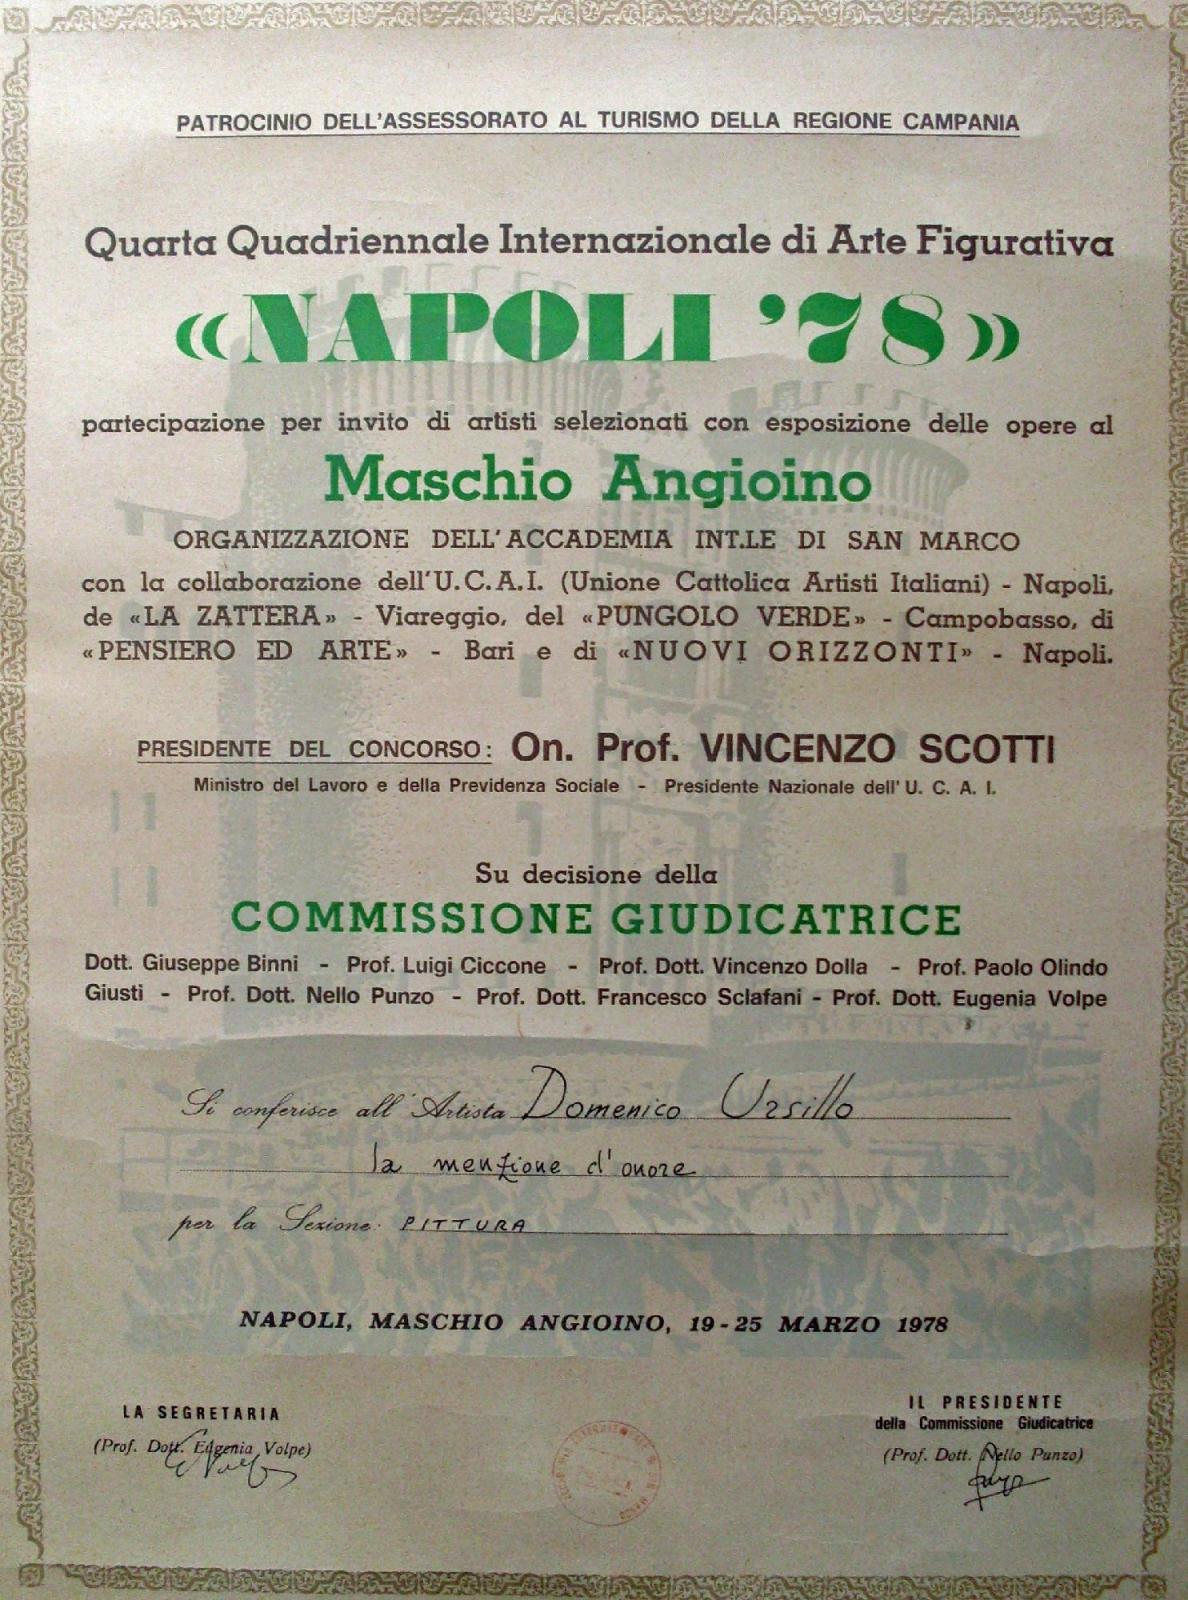 PATROCINIO DELL'ASSESSORATO AL TURISMO DELLA REGIONE CAMPANIA
Quarta Quadriennale Internazionale di Arte Figurativa
«NAPOLI '78»
partecipazione per invito di artisti selezionati con esposizione delle opere al
Maschio Angioino
ORGANIZZAZIONE DELL'ACCADEMIA INT.LE DI SAN MARCO
con la collaborazione dell'U.C.A.I. (Unione Cattolica Artisti Italiani) - Napoli,
de «LA ZATTERA» - Viareggio, del «PUNGOLO VERDE» - Campobasso, di
«PENSIERO ED ARTE» - Bari e di «NUOVI ORIZZONTI» - Napoli.
PRESIDENTE DEL CONCORSO: On. Prof. VINCENZO SCOTTI
Ministro del Lavoro e della Previdenza Sociale - Presidente Nazionale dell'U. C. A. I.
Su decisione della
COMMISSIONE GIUDICATRICE
Dott. Giuseppe Binni - Prof. Luigi Ciccone - Prof. Dott. Vincenzo Dolla - Prof. Paolo Olindo
Giusti - Prof. Dott. Nello Punzo - Prof. Dott. Francesco Sclafani - Prof. Dott. Eugenia Volpe
Si conferisce all'Artista Domenico Ursillo
la menzione d'onore
per la Sezione: PITTURA
NAPOLI, MASCHIO ANGIOINO, 19-25 MARZO 1978
LA SEGRETARIA
(Prof. Dott. Eugenia Volpe)
IL PRESIDENTE
della Commissione Giudicatrice
(Prof. Dott. Nello Punzo)